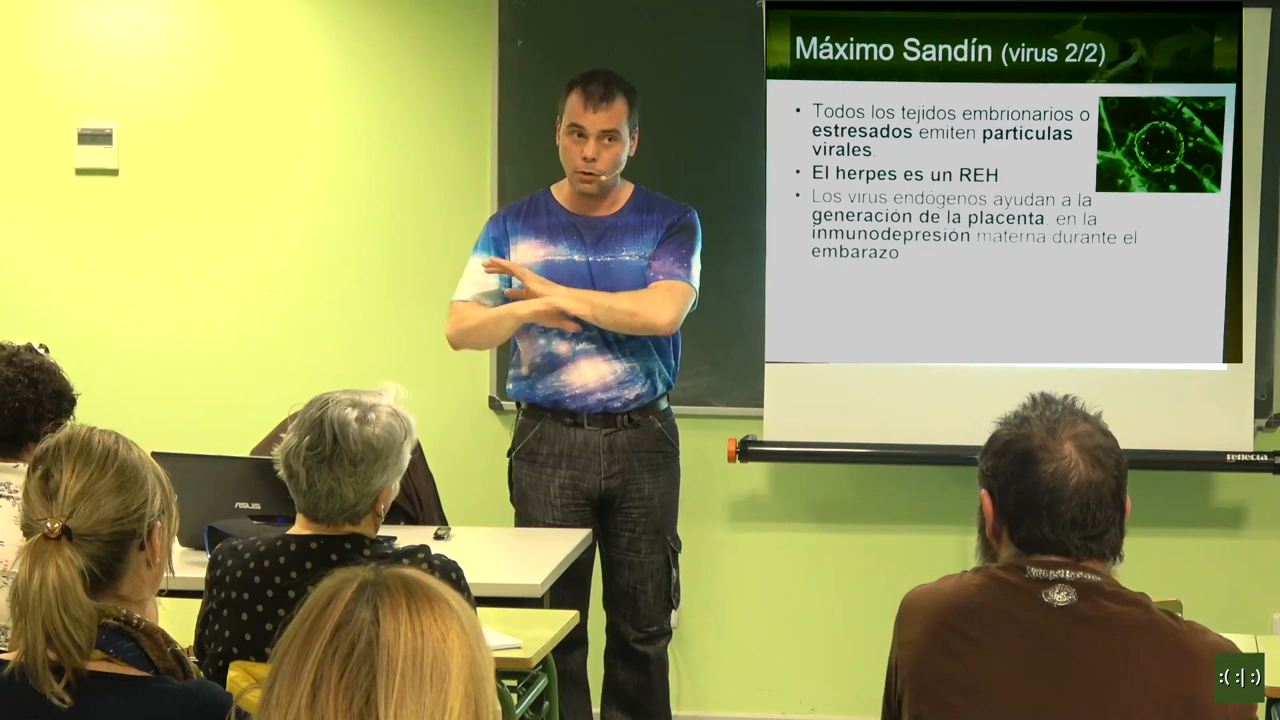 Máximo Sandín (virus 2/2)
• Todos los tejidos embrionarios o
estresados emiten partículas
virales.
• El herpes es un REH
• Los virus endógenos ayudan a la
generación de la placenta, en la
inmunodepresión materna durante el
embarazo
ASUS
:( :| :)